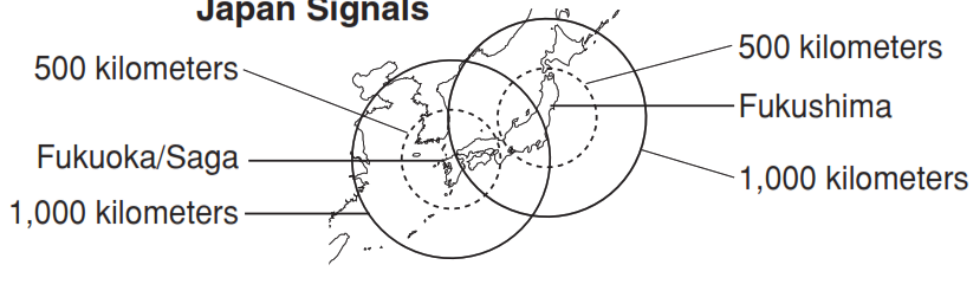 Japan Signals
500 kilometers
Fukuoka/Saga
1,000 kilometers
500 kilometers
Fukushima
1,000 kilometers